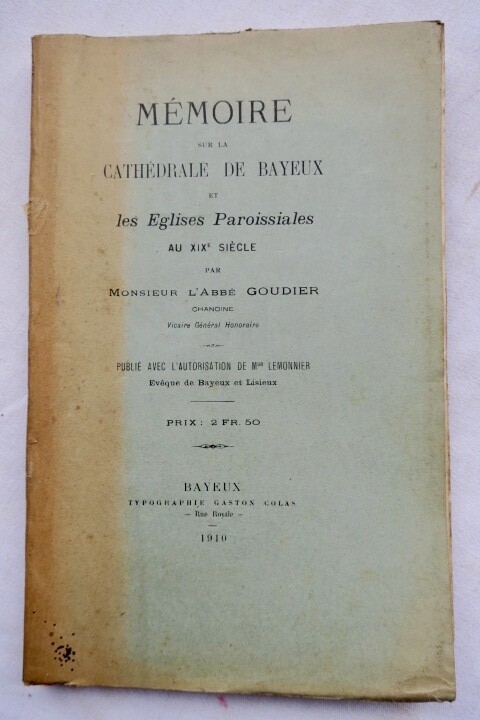 MÉMOIRE
SUR LA
CATHÉDRALE DE BAYEUX
ET
les Eglises Paroissiales
AU XIXᵉ SIÈCLE
PAR
MONSIEUR L'ABBÉ GOUDIER
CHANOINE
Vicaire Général Honoraire
PUBLIÉ AVEC L'AUTORISATION DE Mᵍʳ LEMONNIER
Evêque de Bayeux et Lisieux
PRIX : 2 FR. 50
BAYEUX
TYPOGRAPHIE GASTON COLAS
– Rue Royale –
1910